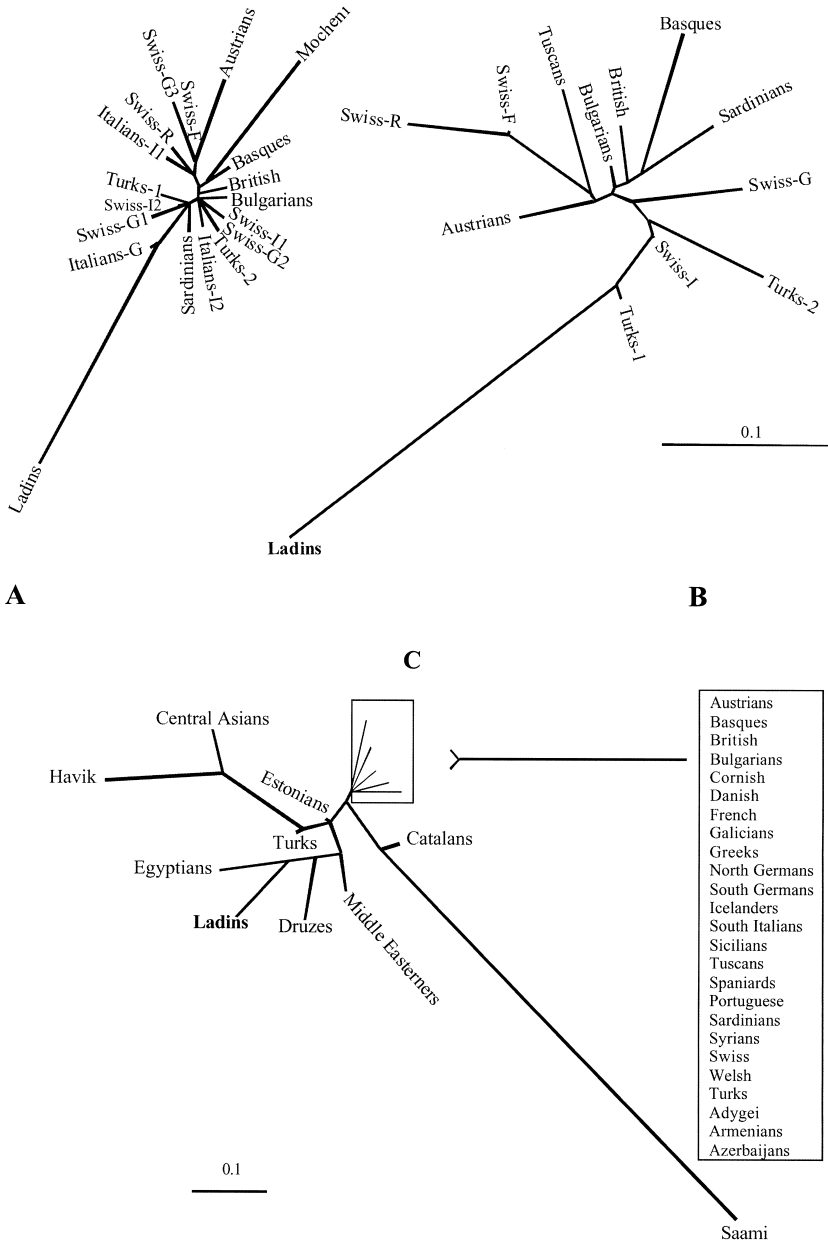 Austrians
Mochenı
Swiss-G3
Swiss-F
Swiss-R
Italians-I1
Basques
British
Bulgarians
Turks-1
Swiss-I2
Swiss-G1
Italians-G
Swiss-I1
Swiss-G2
Turks-2
Italians-I2
Sardinians
Ladins
A
Basques
Tuscans
British
Swiss-F
Bulgarians
Sardinians
Swiss-R
Swiss-G
Austrians
Swiss-I
Turks-2
Turks-1
0.1
Ladins
B
C
Central Asians
Havik
Estonians
Turks
Catalans
Egyptians
Ladins
Druzes
Middle Easterners
0.1
Saami
Austrians
Basques
British
Bulgarians
Cornish
Danish
French
Galicians
Greeks
North Germans
South Germans
Icelanders
South Italians
Sicilians
Tuscans
Spaniards
Portuguese
Sardinians
Syrians
Swiss
Welsh
Turks
Adygei
Armenians
Azerbaijans